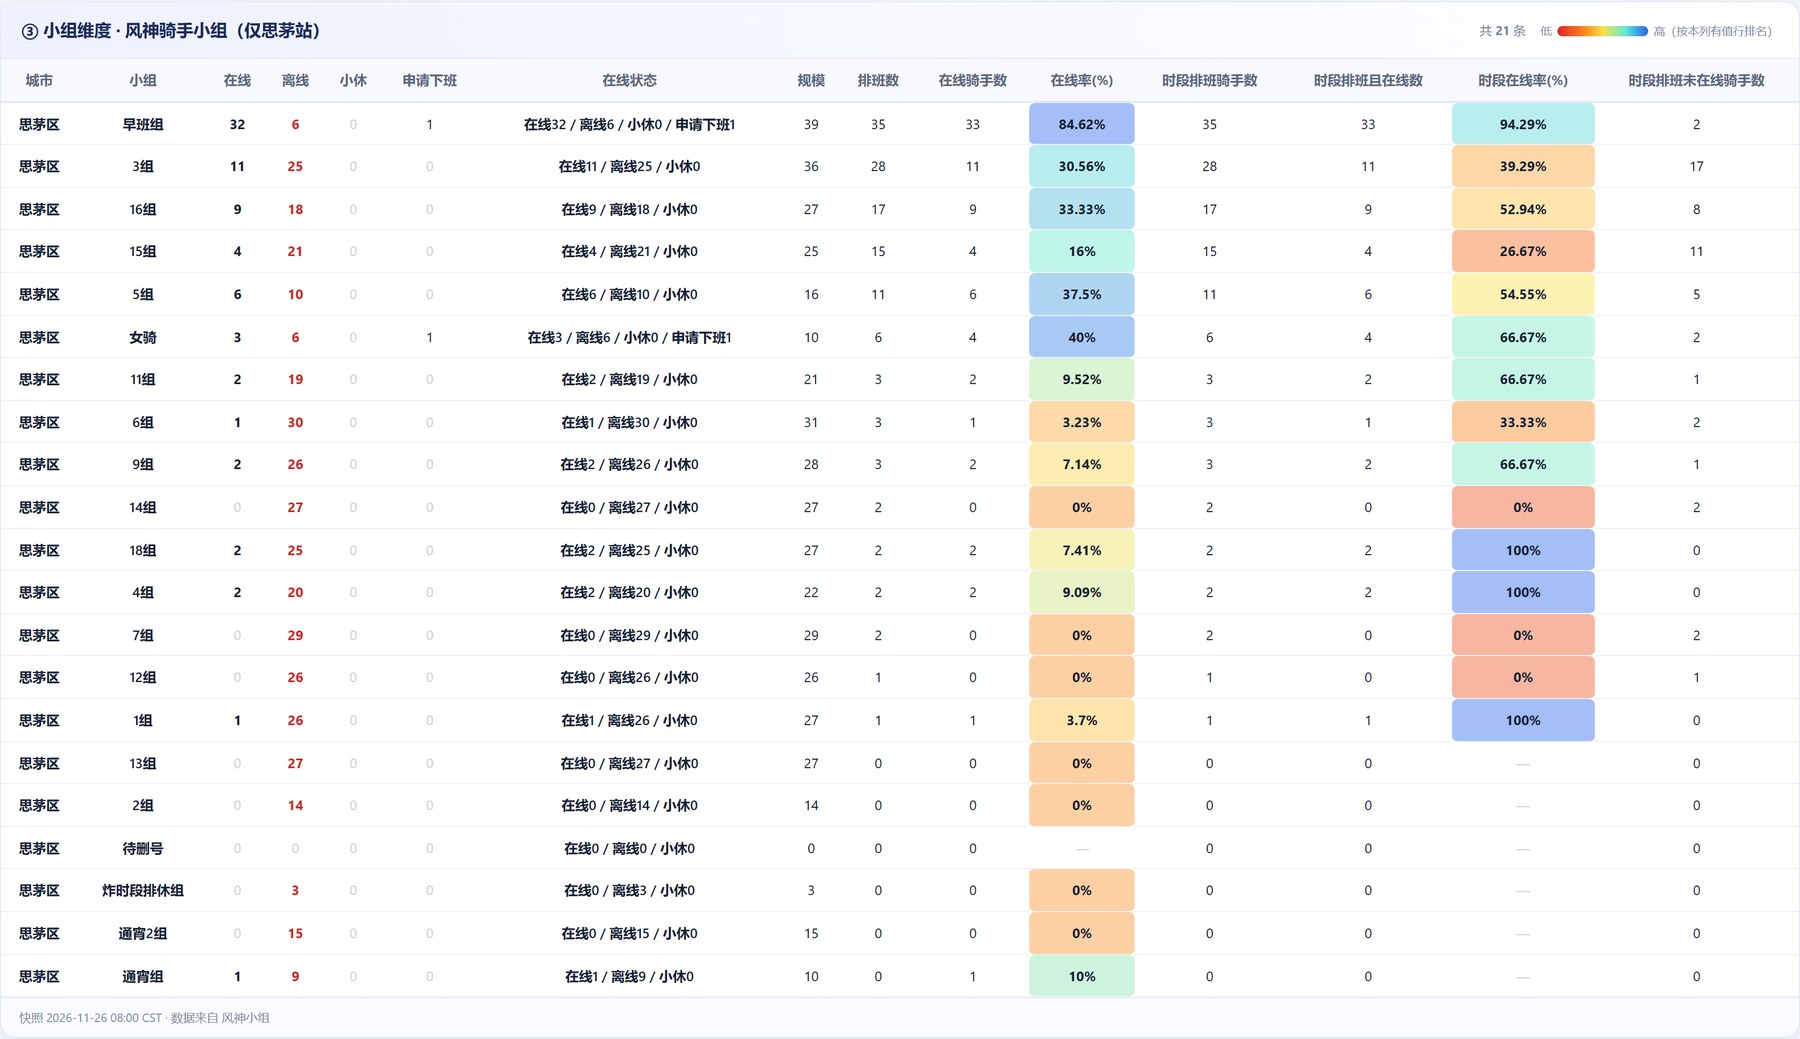 ③ 小组维度 · 风神骑手小组（仅思茅站）
共 21 条 低 高 (按本列有值行排名)
城市 小组 在线 离线 小休 申请下班 在线状态 规模 排班数 在线骑手数 在线率(%) 时段排班骑手数 时段排班且在线数 时段在线率(%) 时段排班未在线骑手数
思茅区 早班组 32 6 0 1 在线32 / 离线6 / 小休0 / 申请下班1 39 35 33 84.62% 35 33 94.29% 2
思茅区 3组 11 25 0 0 在线11 / 离线25 / 小休0 36 28 11 30.56% 28 11 39.29% 17
思茅区 16组 9 18 0 0 在线9 / 离线18 / 小休0 27 17 9 33.33% 17 9 52.94% 8
思茅区 15组 4 21 0 0 在线4 / 离线21 / 小休0 25 15 4 16% 15 4 26.67% 11
思茅区 5组 6 10 0 0 在线6 / 离线10 / 小休0 16 11 6 37.5% 11 6 54.55% 5
思茅区 女骑 3 6 0 1 在线3 / 离线6 / 小休0 / 申请下班1 10 6 4 40% 6 4 66.67% 2
思茅区 11组 2 19 0 0 在线2 / 离线19 / 小休0 21 3 2 9.52% 3 2 66.67% 1
思茅区 6组 1 30 0 0 在线1 / 离线30 / 小休0 31 3 1 3.23% 3 1 33.33% 2
思茅区 9组 2 26 0 0 在线2 / 离线26 / 小休0 28 3 2 7.14% 3 2 66.67% 1
思茅区 14组 0 27 0 0 在线0 / 离线27 / 小休0 27 2 0 0% 2 0 0% 2
思茅区 18组 2 25 0 0 在线2 / 离线25 / 小休0 27 2 2 7.41% 2 2 100% 0
思茅区 4组 2 20 0 0 在线2 / 离线20 / 小休0 22 2 2 9.09% 2 2 100% 0
思茅区 7组 0 29 0 0 在线0 / 离线29 / 小休0 29 2 0 0% 2 0 0% 2
思茅区 12组 0 26 0 0 在线0 / 离线26 / 小休0 26 1 0 0% 1 0 0% 1
思茅区 1组 1 26 0 0 在线1 / 离线26 / 小休0 27 1 1 3.7% 1 1 100% 0
思茅区 13组 0 27 0 0 在线0 / 离线27 / 小休0 27 0 0 0% 0 0 — 0
思茅区 2组 0 14 0 0 在线0 / 离线14 / 小休0 14 0 0 0% 0 0 — 0
思茅区 待删号 0 0 0 0 在线0 / 离线0 / 小休0 0 0 0 — 0 0 — 0
思茅区 炸时段排休组 0 3 0 0 在线0 / 离线3 / 小休0 3 0 0 0% 0 0 — 0
思茅区 通宵2组 0 15 0 0 在线0 / 离线15 / 小休0 15 0 0 0% 0 0 — 0
思茅区 通宵组 1 9 0 0 在线1 / 离线9 / 小休0 10 0 1 10% 0 0 — 0
快照 2026-11-26 08:00 CST · 数据来自 风神小组